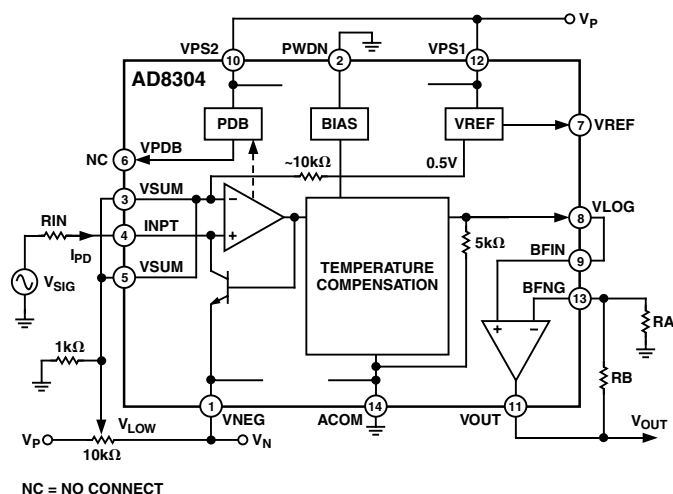 V_P
VPS2 PWDN VPS1
10 2 12
AD8304
PDB BIAS VREF
7 VREF
VPDB
NC 6
~10kΩ 0.5V
3 VSUM
VLOG
RIN INPT
4 8
I_PD 5kΩ
V_SIG
5 VSUM
BFIN
9
TEMPERATURE
COMPENSATION
BFNG
13
− +
+ −
RA
1kΩ
RB
1 14 11
V_LOW VNEG ACOM VOUT
V_OUT
V_P V_N
10kΩ
NC = NO CONNECT